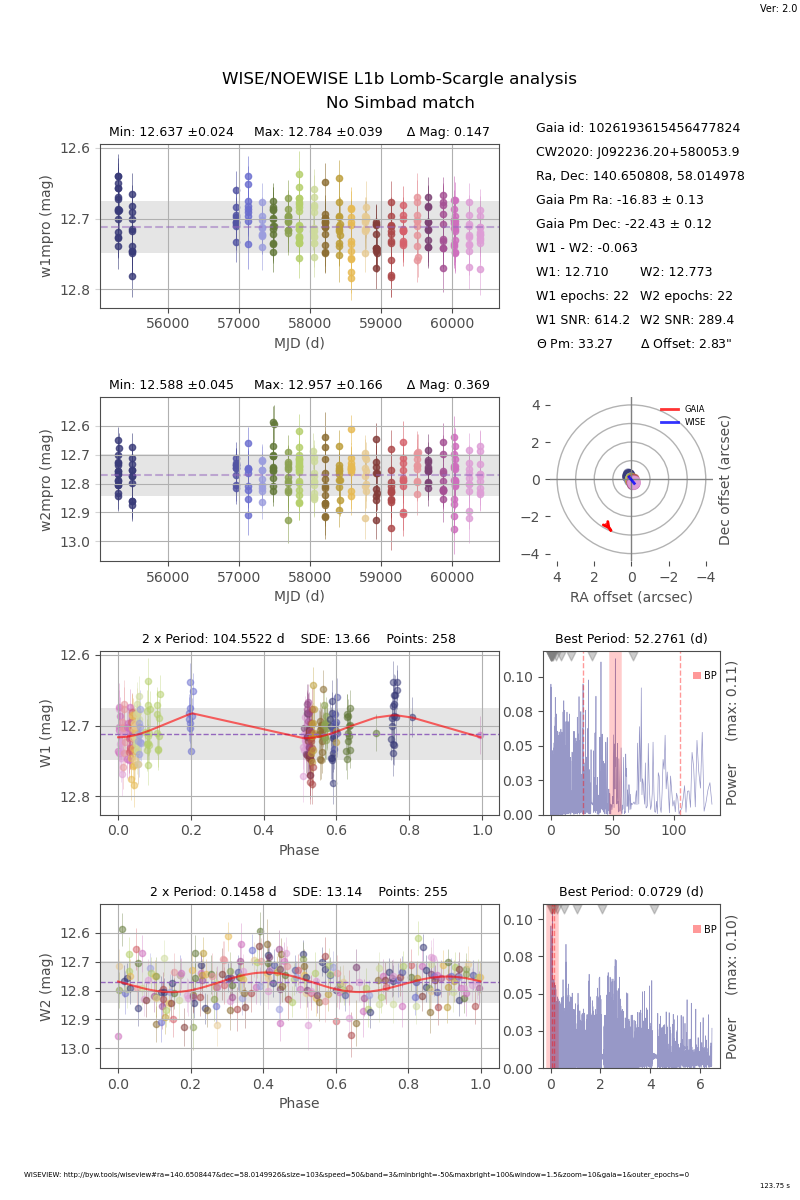 Ver: 2.0
WISE/NOEWISE L1b Lomb-Scargle analysis
No Simbad match
Min: 12.637 ±0.024 Max: 12.784 ±0.039 Δ Mag: 0.147
12.6
12.7
12.8
w1mpro (mag)
56000 57000 58000 59000 60000
MJD (d)
Gaia id: 1026193615456477824
CW2020: J092236.20+580053.9
Ra, Dec: 140.650808, 58.014978
Gaia Pm Ra: -16.83 ± 0.13
Gaia Pm Dec: -22.43 ± 0.12
W1 - W2: -0.063
W1: 12.710 W2: 12.773
W1 epochs: 22 W2 epochs: 22
W1 SNR: 614.2 W2 SNR: 289.4
Θ Pm: 33.27 Δ Offset: 2.83"
Min: 12.588 ±0.045 Max: 12.957 ±0.166 Δ Mag: 0.369
12.6
12.7
12.8
12.9
13.0
w2mpro (mag)
56000 57000 58000 59000 60000
MJD (d)
GAIA
WISE
4
2
0
−2
−4
4 2 0 −2 −4
RA offset (arcsec)
Dec offset (arcsec)
2 x Period: 104.5522 d SDE: 13.66 Points: 258
12.6
12.7
12.8
W1 (mag)
0.0 0.2 0.4 0.6 0.8 1.0
Phase
Best Period: 52.2761 (d)
BP
0.10
0.08
0.05
0.03
0.00
0 50 100
Power (max: 0.11)
2 x Period: 0.1458 d SDE: 13.14 Points: 255
12.6
12.7
12.8
12.9
13.0
W2 (mag)
0.0 0.2 0.4 0.6 0.8 1.0
Phase
Best Period: 0.0729 (d)
BP
0.10
0.08
0.05
0.03
0.00
0 2 4 6
Power (max: 0.10)
WISEVIEW: http://byw.tools/wiseview#ra=140.6508447&dec=58.0149926&size=103&speed=50&band=3&minbright=-50&maxbright=100&window=1.5&zoom=10&gaia=1&outer_epochs=0
123.75 s